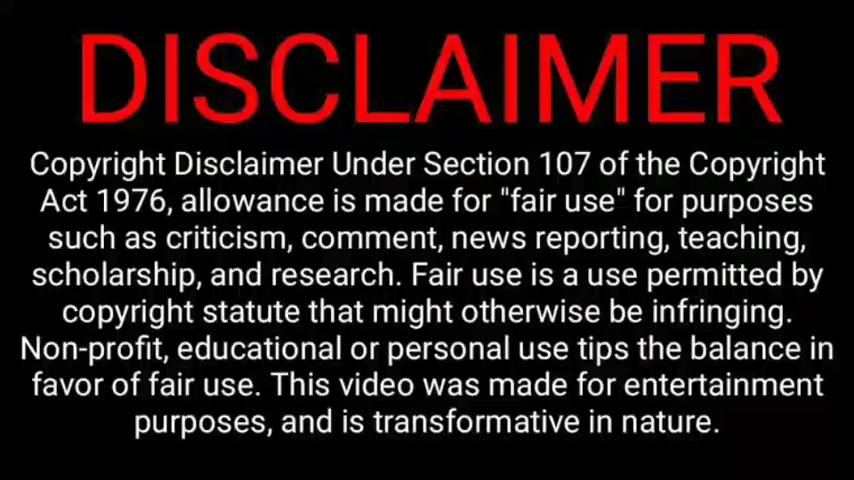 DISCLAIMER
Copyright Disclaimer Under Section 107 of the Copyright
Act 1976, allowance is made for "fair use" for purposes
such as criticism, comment, news reporting, teaching,
scholarship, and research. Fair use is a use permitted by
copyright statute that might otherwise be infringing.
Non-profit, educational or personal use tips the balance in
favor of fair use. This video was made for entertainment
purposes, and is transformative in nature.